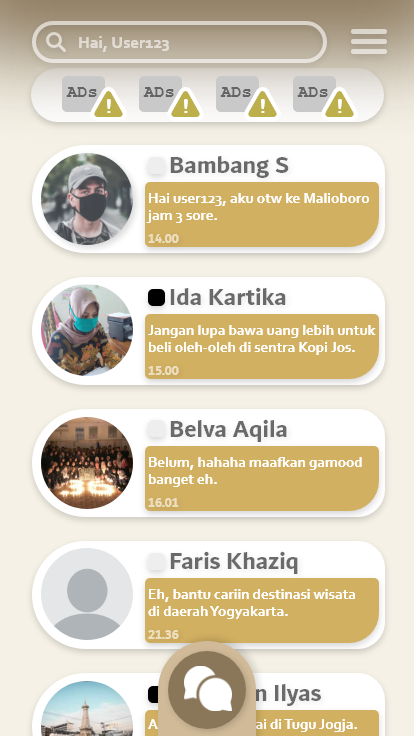 Hai, User123
ADs ADs ADs ADs
Bambang S
Hai user123, aku otw ke Malioboro
jam 3 sore.
14.00
Ida Kartika
Jangan lupa bawa uang lebih untuk
beli oleh-oleh di sentra Kopi Jos.
15.00
Belva Aqila
Belum, hahaha maafkan gamood
banget eh.
16.01
Faris Khaziq
Eh, bantu cariin destinasi wisata
di daerah Yogyakarta.
21.36
Ilyas
di Tugu Jogja.